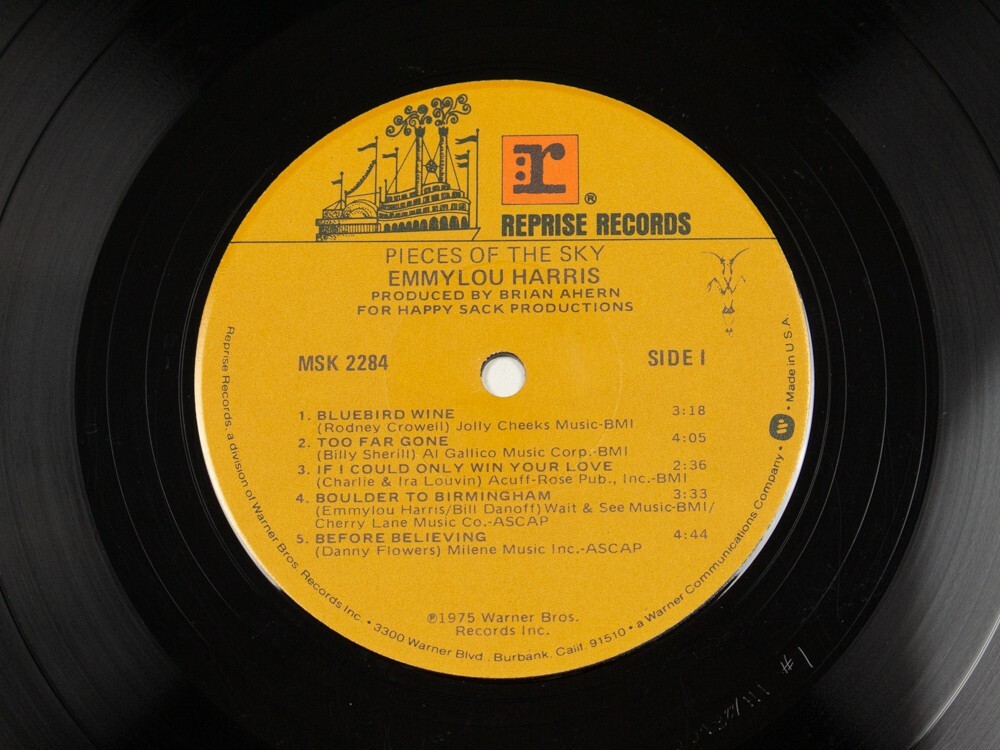 r
®
REPRISE RECORDS
PIECES OF THE SKY
EMMYLOU HARRIS
PRODUCED BY BRIAN AHERN
FOR HAPPY SACK PRODUCTIONS
MSK 2284
SIDE I
1. BLUEBIRD WINE 3:18
(Rodney Crowell) Jolly Cheeks Music-BMI
2. TOO FAR GONE 4:05
(Billy Sherill) Al Gallico Music Corp.-BMI
3. IF I COULD ONLY WIN YOUR LOVE 2:36
(Charlie & Ira Louvin) Acuff-Rose Pub., Inc.-BMI
4. BOULDER TO BIRMINGHAM 3:33
(Emmylou Harris/Bill Danoff) Wait & See Music-BMI/
Cherry Lane Music Co.-ASCAP
5. BEFORE BELIEVING 4:44
(Danny Flowers) Milene Music Inc.-ASCAP
℗1975 Warner Bros.
Records Inc.
Reprise Records, a division of Warner Bros. Records Inc. • 3300 Warner Blvd., Burbank, Calif. 91510 • a Warner Communications Company • W • Made in U.S.A.
# 1